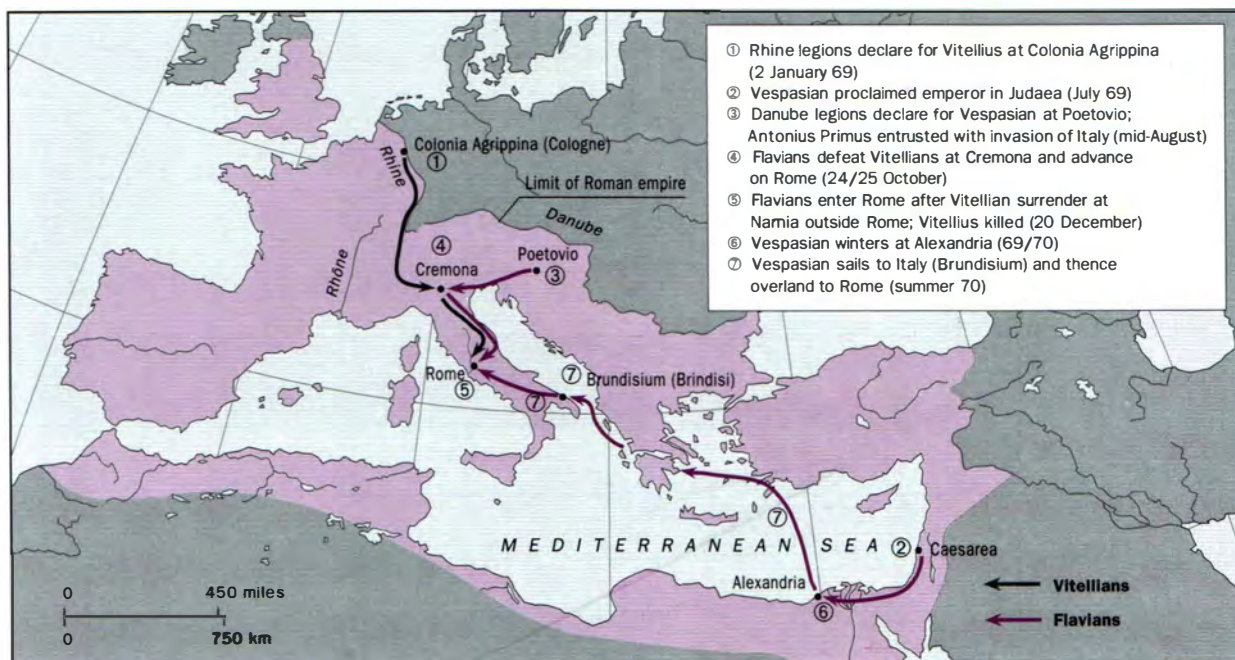 ① Rhine legions declare for Vitellius at Colonia Agrippina
(2 January 69)
② Vespasian proclaimed emperor in Judaea (July 69)
③ Danube legions declare for Vespasian at Poetovio;
Antonius Primus entrusted with invasion of Italy (mid-August)
④ Flavians defeat Vitellians at Cremona and advance
on Rome (24/25 October)
⑤ Flavians enter Rome after Vitellian surrender at
Narnia outside Rome; Vitellius killed (20 December)
⑥ Vespasian winters at Alexandria (69/70)
⑦ Vespasian sails to Italy (Brundisium) and thence
overland to Rome (summer 70)
Colonia Agrippina (Cologne)
①
Rhine
Limit of Roman empire
Danube
④
Cremona
Poetovio
③
Rhône
Rome
⑤
⑦
Brundisium (Brindisi)
⑦
⑦
MEDITERRANEAN SEA
②
Caesarea
Alexandria
⑥
0 450 miles
0 750 km
Vitellians
Flavians